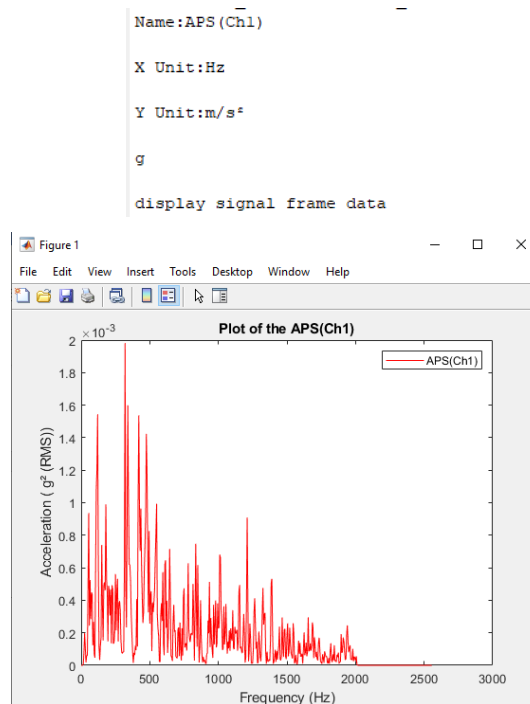 Name:APS(Ch1)
X Unit:Hz
Y Unit:m/s²
g
display signal frame data
Figure 1
File Edit View Insert Tools Desktop Window Help
Plot of the APS(Ch1)
×10⁻³
APS(Ch1)
2
1.8
1.6
1.4
1.2
1
0.8
0.6
0.4
0.2
0
Acceleration ( g² (RMS))
0 500 1000 1500 2000 2500 3000
Frequency (Hz)